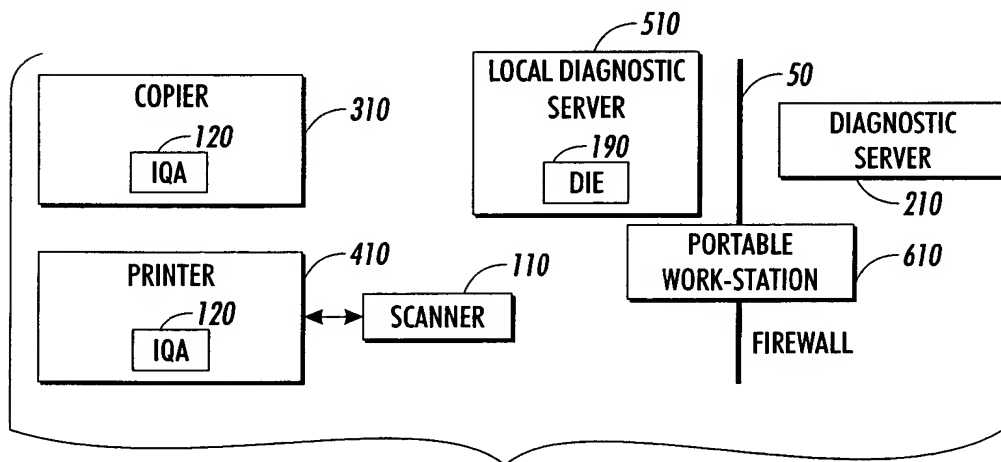 COPIER
120
IQA
310
PRINTER
120
IQA
410
110
SCANNER
510
LOCAL DIAGNOSTIC
SERVER
190
DIE
50
DIAGNOSTIC
SERVER
210
PORTABLE
WORK-STATION
610
FIREWALL